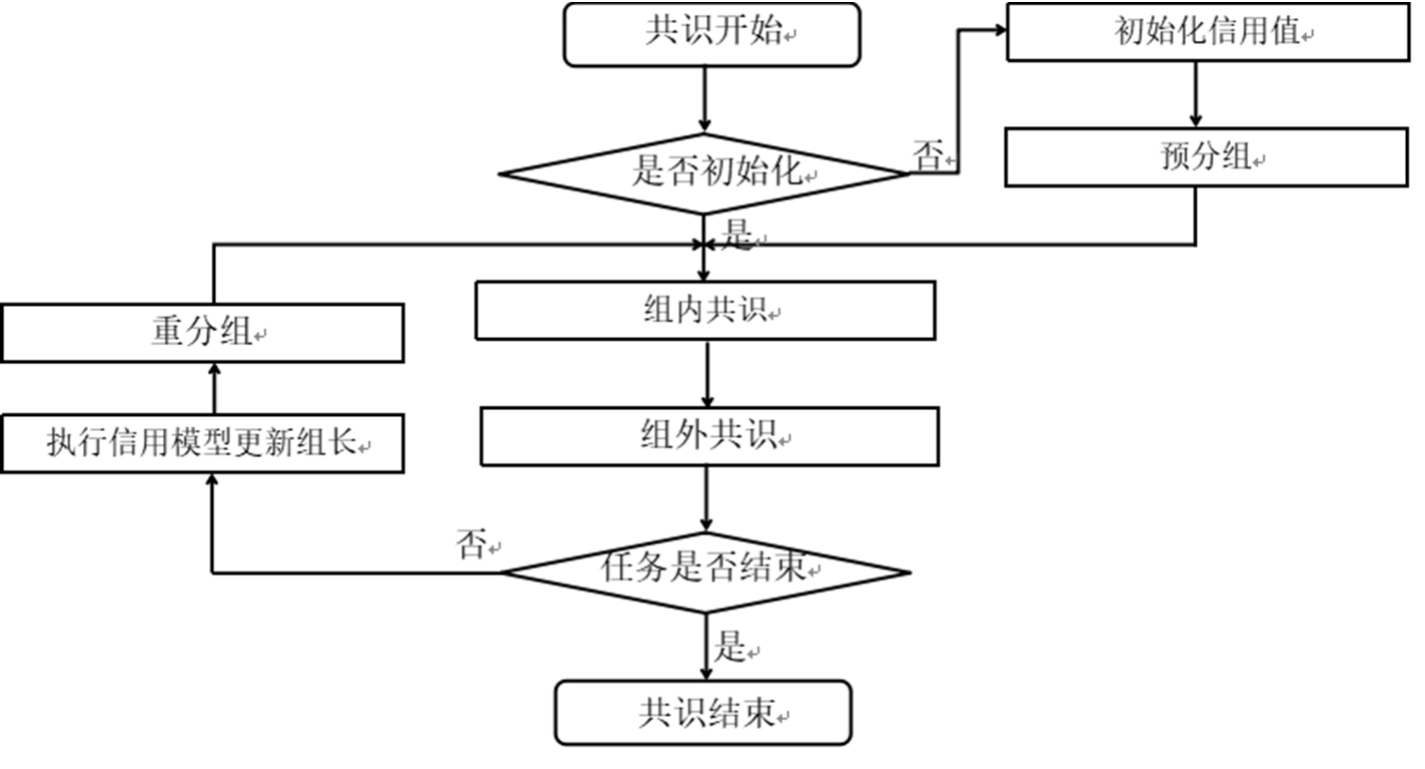 共识开始
初始化信用值
是否初始化
否
预分组
是
组内共识
重分组
组外共识
执行信用模型更新组长
否
任务是否结束
是
共识结束